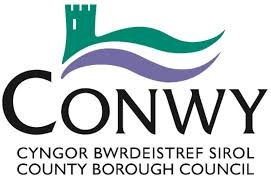 CONWY
CYNGOR BWRDEISTREF SIROL
COUNTY BOROUGH COUNCIL